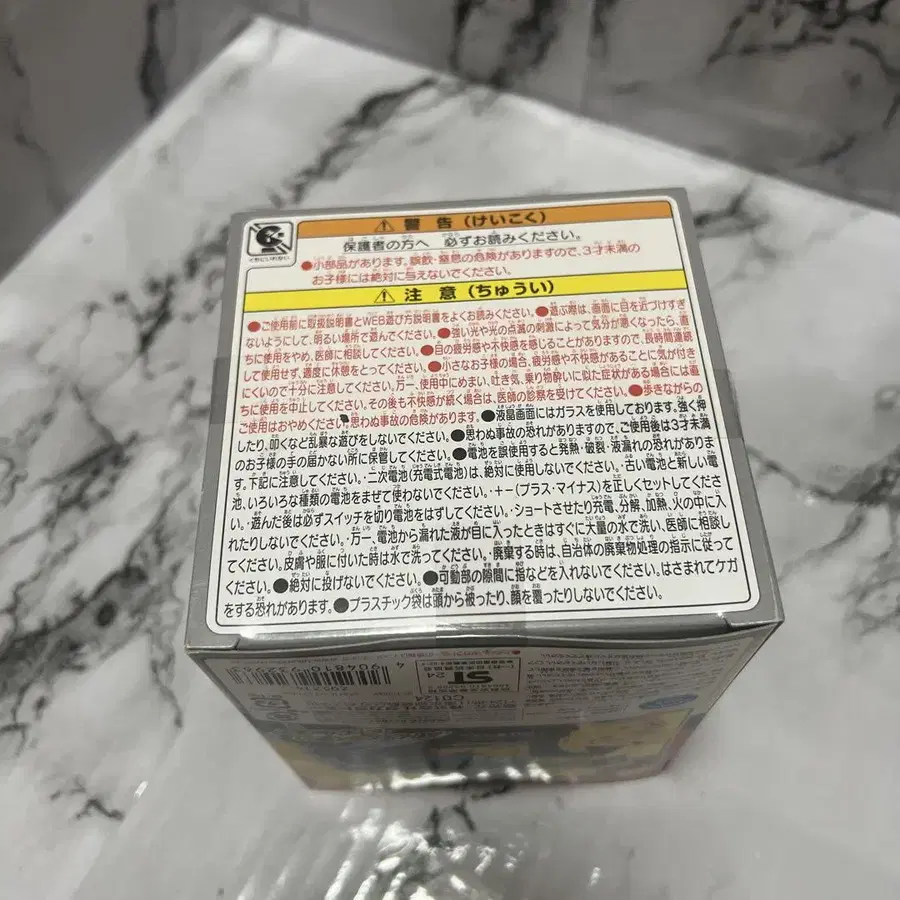 くちにいれない
⚠ 警告(けいこく)
保護者の方へ 必ずお読みください。
●小部品があります。誤飲・窒息の危険がありますので、3才未満の
お子様には絶対に与えないでください。
⚠ 注意(ちゅうい)
●ご使用前に取扱説明書とWEB遊び方説明書をよくお読みください。●遊ぶ際は、画面に目を近づけすぎ
ないようにして、明るい場所で遊んでください。●強い光や光の点滅の刺激によって気分が悪くなったら、直
ちに使用をやめ、医師に相談してください。●目の疲労感や不快感を感じることがありますので、長時間連続
して使用せず、適度に休憩をとってください。●小さなお子様の場合、疲労感や不快感があることに気が付き
にくいので十分に注意してください。万一、使用中にめまい、吐き気、乗り物酔いに似た症状がある場合には直
ちに使用を中止してください。その後も不快感が続く場合は、医師の診察を受けてください。●歩きながらの
ご使用はおやめください。思わぬ事故の危険があります。●液晶画面にはガラスを使用しております。強く押
したり、叩くなど乱暴な遊びをしないでください。●思わぬ事故の恐れがありますので、ご使用後は3才未満
のお子様の手の届かない所に保管してください。●電池を誤使用すると発熱・破裂・液漏れの恐れがありま
す。下記に注意してください。・二次電池(充電式電池)は、絶対に使用しないでください。・古い電池と新しい電
池、いろいろな種類の電池をまぜて使わないでください。・+-(プラス・マイナス)を正しくセットしてくださ
い。・遊んだ後は必ずスイッチを切り電池をはずしてください。・ショートさせたり充電、分解、加熱、火の中に入
れたりしないでください。・万一、電池から漏れた液が目に入ったときはすぐに大量の水で洗い、医師に相談し
てください。皮膚や服に付いた時は水で洗ってください。・廃棄する時は、自治体の廃棄物処理の指示に従って
ください。●絶対に投げないでください。●可動部の隙間に指などを入れないでください。はさまれてケガ
をする恐れがあります。●プラスチック袋は頭から被ったり、顔を覆ったりしないでください。
ST
24
C0124